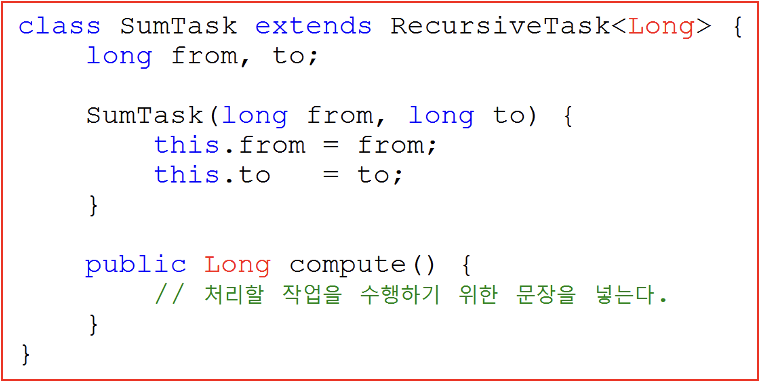 class SumTask extends RecursiveTask<Long> {
    long from, to;

    SumTask(long from, long to) {
        this.from = from;
        this.to   = to;
    }

    public Long compute() {
        // 처리할 작업을 수행하기 위한 문장을 넣는다.
    }
}